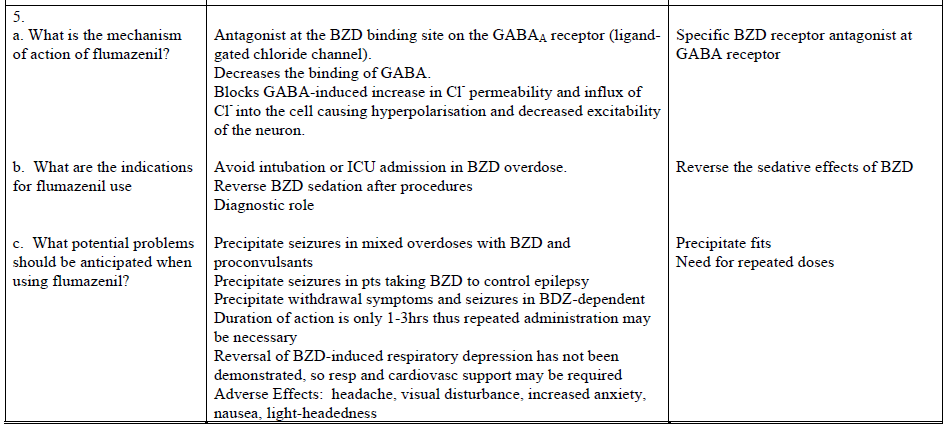 5.
a. What is the mechanism
of action of flumazenil?
Antagonist at the BZD binding site on the GABAA receptor (ligand-
gated chloride channel).
Decreases the binding of GABA.
Blocks GABA-induced increase in Cl- permeability and influx of
Cl- into the cell causing hyperpolarisation and decreased excitability
of the neuron.
Specific BZD receptor antagonist at
GABA receptor
b. What are the indications
for flumazenil use
Avoid intubation or ICU admission in BZD overdose.
Reverse BZD sedation after procedures
Diagnostic role
Reverse the sedative effects of BZD
c. What potential problems
should be anticipated when
using flumazenil?
Precipitate seizures in mixed overdoses with BZD and
proconvulsants
Precipitate seizures in pts taking BZD to control epilepsy
Precipitate withdrawal symptoms and seizures in BDZ-dependent
Duration of action is only 1-3hrs thus repeated administration may
be necessary
Reversal of BZD-induced respiratory depression has not been
demonstrated, so resp and cardiovasc support may be required
Adverse Effects:  headache, visual disturbance, increased anxiety,
nausea, light-headedness
Precipitate fits
Need for repeated doses